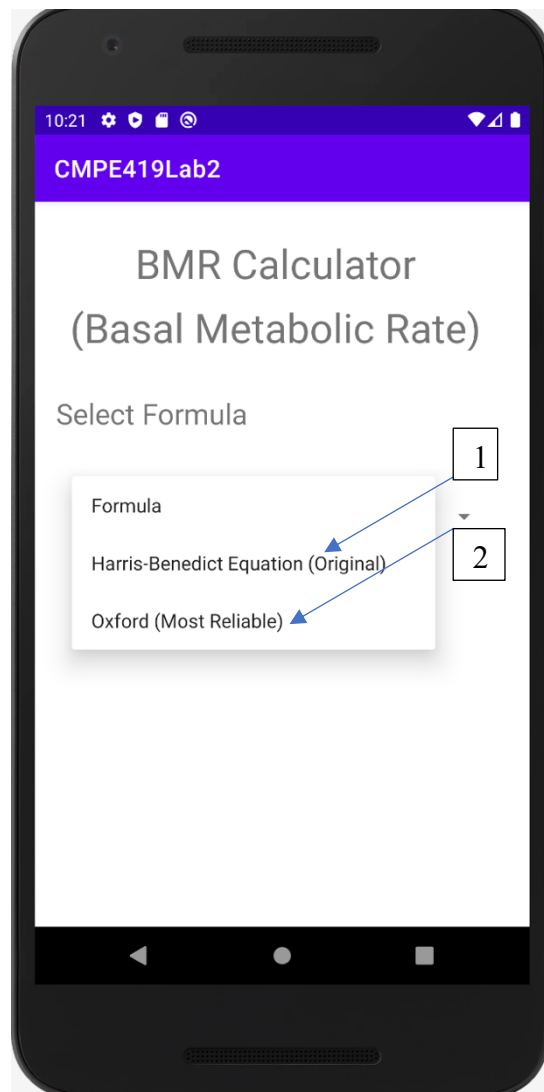 10:21
CMPE419Lab2
BMR Calculator
(Basal Metabolic Rate)
Select Formula
1
Formula
Harris-Benedict Equation (Original)
2
Oxford (Most Reliable)